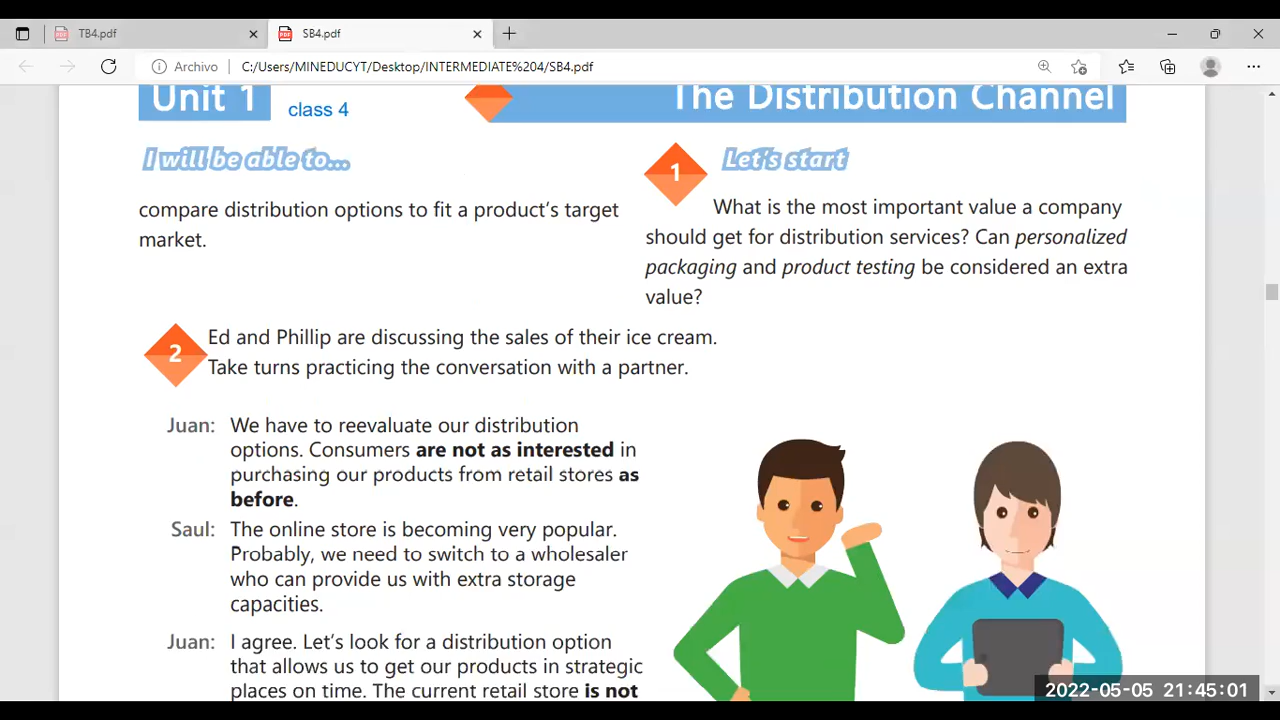 TB4.pdf
SB4.pdf
Archivo
C:/Users/MINEDUCYT/Desktop/INTERMEDIATE%204/SB4.pdf
Unit 1
class 4
The Distribution Channel
I will be able to...
compare distribution options to fit a product's target
market.
1
Let's start
What is the most important value a company
should get for distribution services? Can personalized
packaging and product testing be considered an extra
value?
2
Ed and Phillip are discussing the sales of their ice cream.
Take turns practicing the conversation with a partner.
Juan: We have to reevaluate our distribution
options. Consumers are not as interested in
purchasing our products from retail stores as
before.
Saul: The online store is becoming very popular.
Probably, we need to switch to a wholesaler
who can provide us with extra storage
capacities.
Juan: I agree. Let's look for a distribution option
that allows us to get our products in strategic
places on time. The current retail store is not
2022-05-05 21:45:01